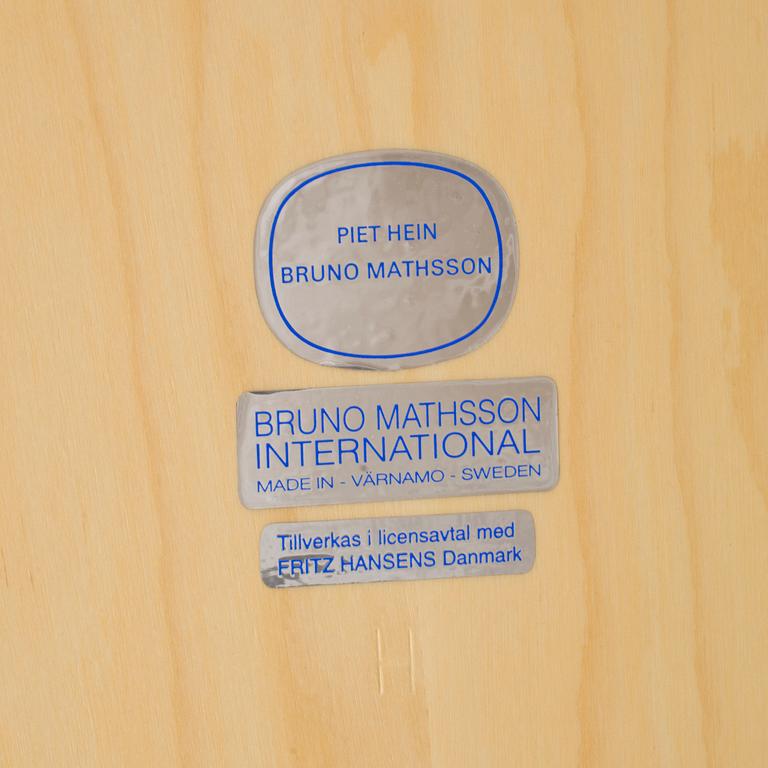 PIET HEIN
BRUNO MATHSSON
BRUNO MATHSSON
INTERNATIONAL
MADE IN - VÄRNAMO - SWEDEN
Tillverkas i licensavtal med
FRITZ HANSENS Danmark
H